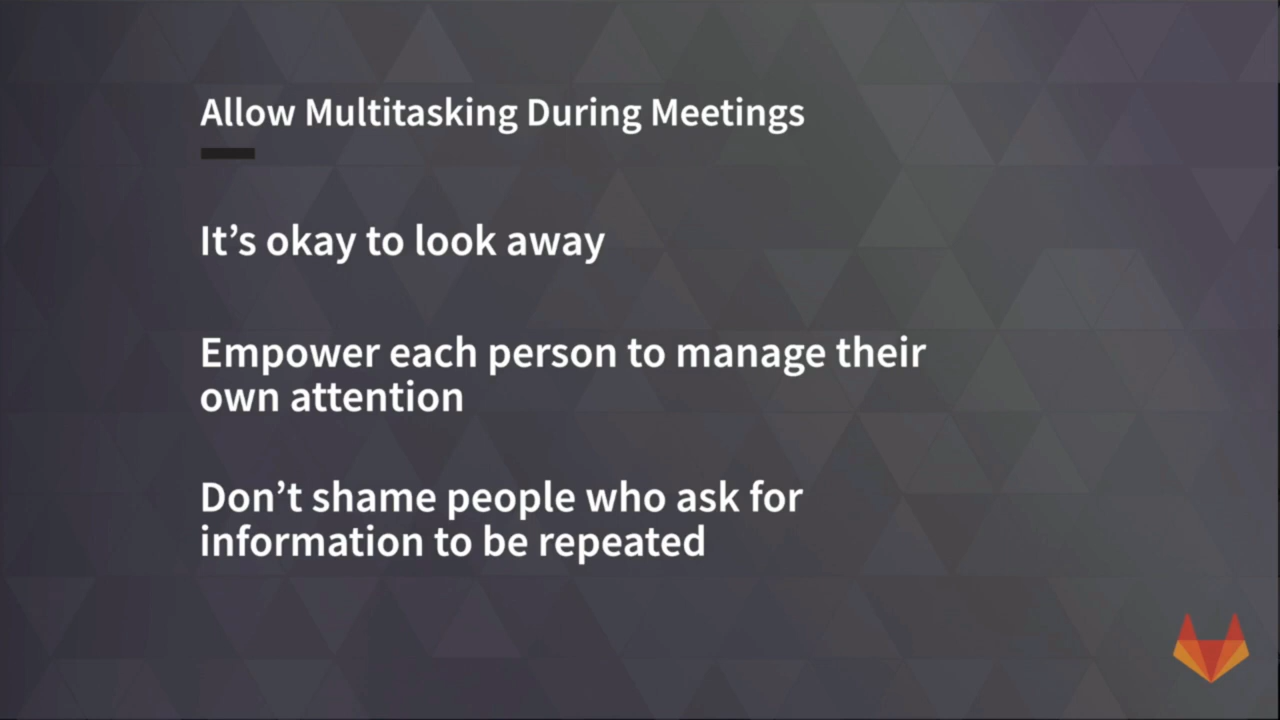 Allow Multitasking During Meetings
It’s okay to look away
Empower each person to manage their
own attention
Don’t shame people who ask for
information to be repeated